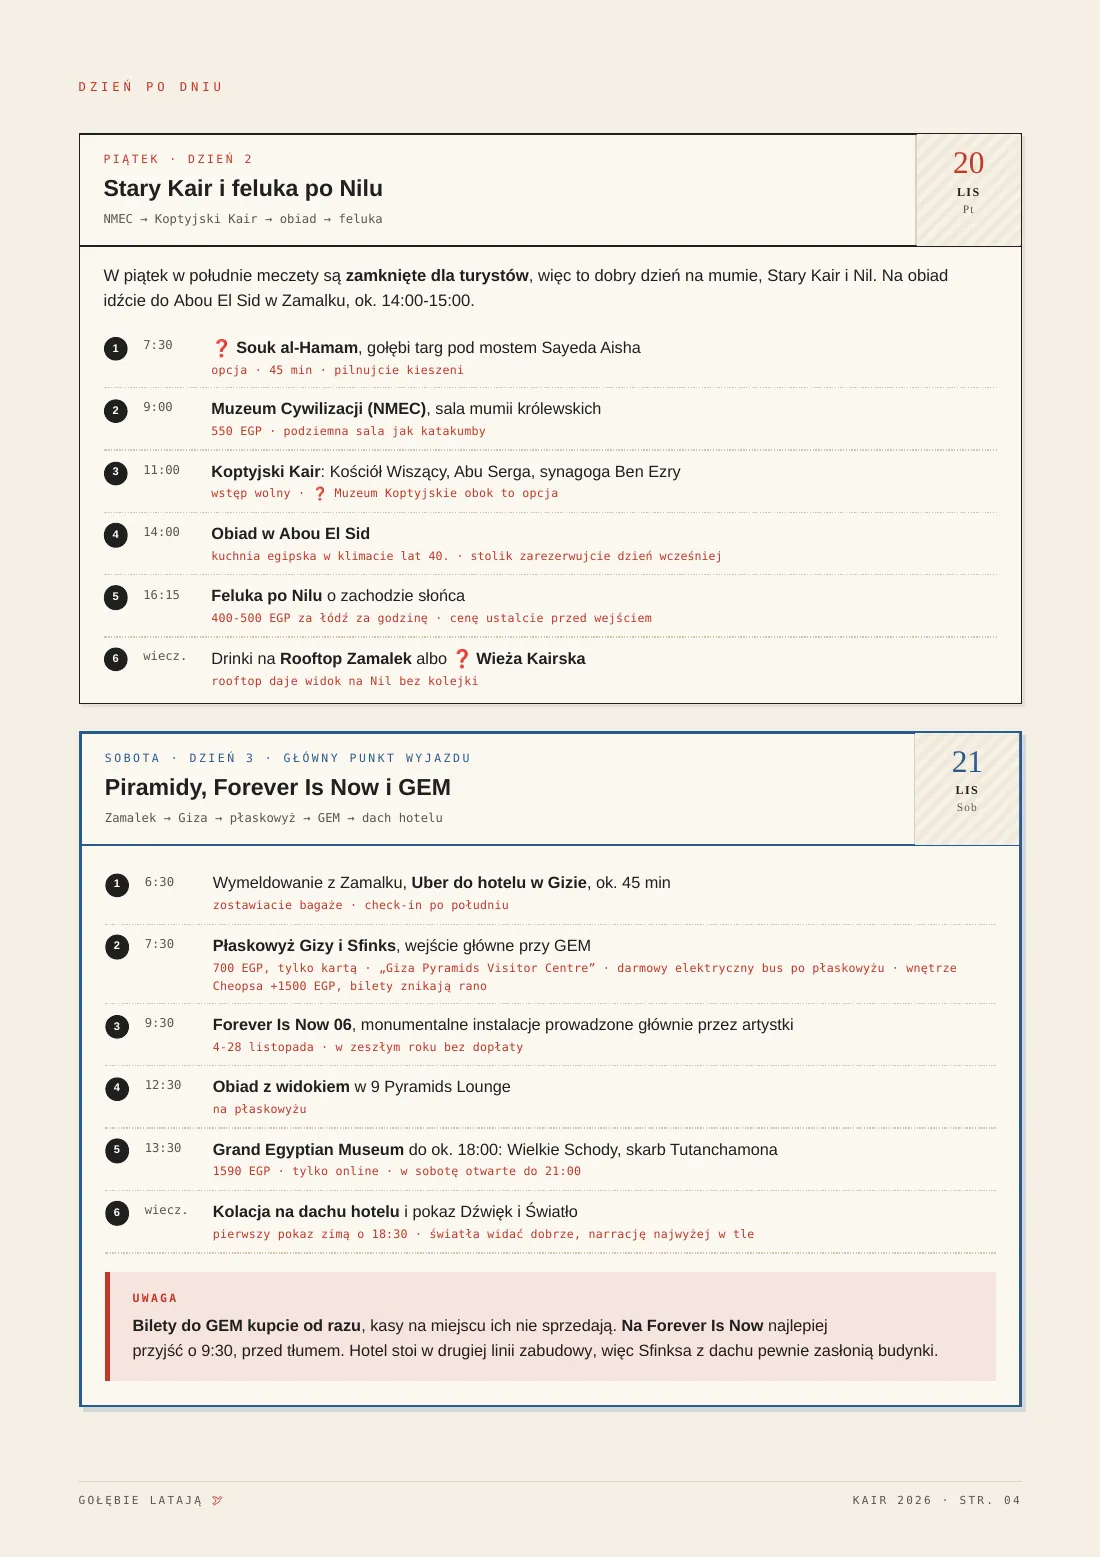 DZIEŃ PO DNIU
PIĄTEK · DZIEŃ 2
Stary Kair i feluka po Nilu
NMEC → Koptyjski Kair → obiad → feluka
20
LIS
Pt
W piątek w południe meczety są zamknięte dla turystów, więc to dobry dzień na mumie, Stary Kair i Nil. Na obiad
idźcie do Abou El Sid w Zamalku, ok. 14:00-15:00.
1 7:30 ❓ Souk al-Hamam, gołębi targ pod mostem Sayeda Aisha
opcja · 45 min · pilnujcie kieszeni
2 9:00 Muzeum Cywilizacji (NMEC), sala mumii królewskich
550 EGP · podziemna sala jak katakumby
3 11:00 Koptyjski Kair: Kościół Wiszący, Abu Serga, synagoga Ben Ezry
wstęp wolny · ❓ Muzeum Koptyjskie obok to opcja
4 14:00 Obiad w Abou El Sid
kuchnia egipska w klimacie lat 40. · stolik zarezerwujcie dzień wcześniej
5 16:15 Feluka po Nilu o zachodzie słońca
400-500 EGP za łódź za godzinę · cenę ustalcie przed wejściem
6 wiecz. Drinki na Rooftop Zamalek albo ❓ Wieża Kairska
rooftop daje widok na Nil bez kolejki
SOBOTA · DZIEŃ 3 · GŁÓWNY PUNKT WYJAZDU
Piramidy, Forever Is Now i GEM
Zamalek → Giza → płaskowyż → GEM → dach hotelu
21
LIS
Sob
1 6:30 Wymeldowanie z Zamalku, Uber do hotelu w Gizie, ok. 45 min
zostawiacie bagaże · check-in po południu
2 7:30 Płaskowyż Gizy i Sfinks, wejście główne przy GEM
700 EGP, tylko kartą · „Giza Pyramids Visitor Centre” · darmowy elektryczny bus po płaskowyżu · wnętrze
Cheopsa +1500 EGP, bilety znikają rano
3 9:30 Forever Is Now 06, monumentalne instalacje prowadzone głównie przez artystki
4-28 listopada · w zeszłym roku bez dopłaty
4 12:30 Obiad z widokiem w 9 Pyramids Lounge
na płaskowyżu
5 13:30 Grand Egyptian Museum do ok. 18:00: Wielkie Schody, skarb Tutanchamona
1590 EGP · tylko online · w sobotę otwarte do 21:00
6 wiecz. Kolacja na dachu hotelu i pokaz Dźwięk i Światło
pierwszy pokaz zimą o 18:30 · światła widać dobrze, narrację najwyżej w tle
UWAGA
Bilety do GEM kupcie od razu, kasy na miejscu ich nie sprzedają. Na Forever Is Now najlepiej
przyjść o 9:30, przed tłumem. Hotel stoi w drugiej linii zabudowy, więc Sfinksa z dachu pewnie zasłonią budynki.
GOŁĘBIE LATAJĄ 🕊
KAIR 2026 · STR. 04